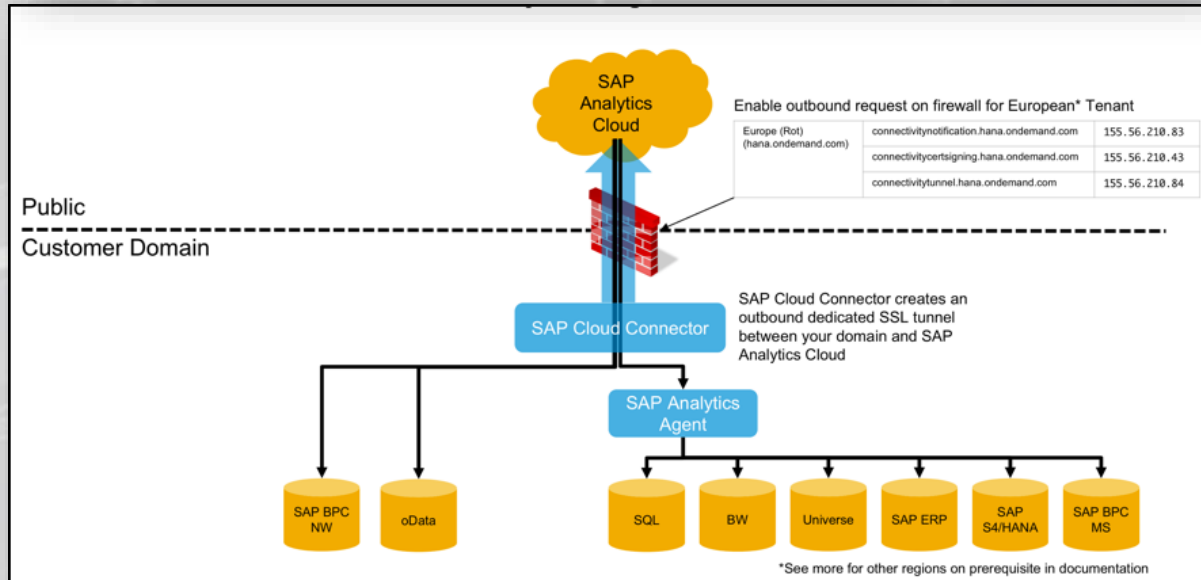 SAP
Analytics
Cloud
Enable outbound request on firewall for European* Tenant
Europe (Rot)
(hana.ondemand.com)
connectivitynotification.hana.ondemand.com
155.56.210.83
connectivitycertsigning.hana.ondemand.com
155.56.210.43
connectivitytunnel.hana.ondemand.com
155.56.210.84
Public
Customer Domain
SAP Cloud Connector
SAP Cloud Connector creates an
outbound dedicated SSL tunnel
between your domain and SAP
Analytics Cloud
SAP Analytics
Agent
SAP BPC
NW
oData
SQL
BW
Universe
SAP ERP
SAP
S4/HANA
SAP BPC
MS
*See more for other regions on prerequisite in documentation